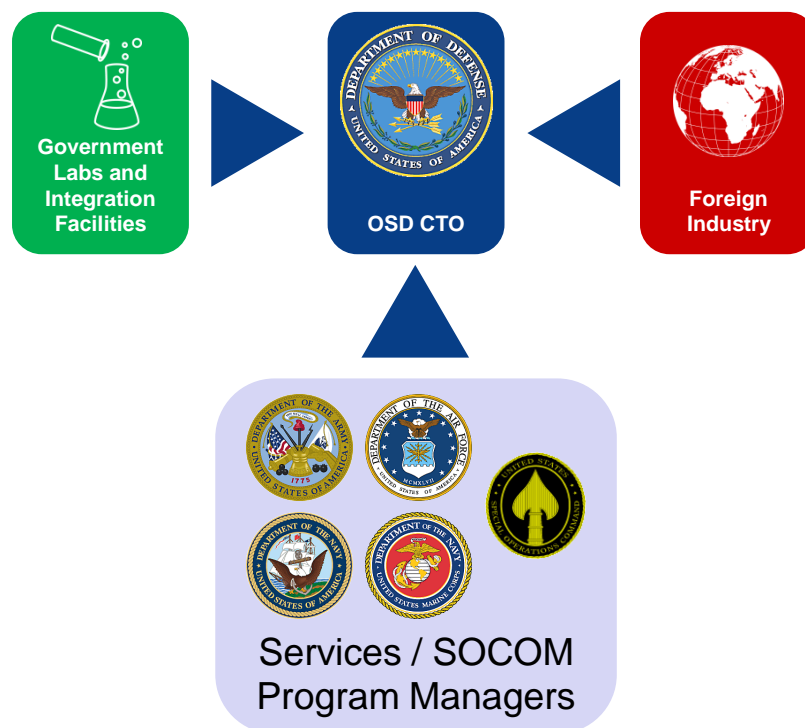 Government
Labs and
Integration
Facilities
DEPARTMENT OF DEFENSE
UNITED STATES OF AMERICA
OSD CTO
Foreign
Industry
DEPARTMENT OF THE ARMY
UNITED STATES OF AMERICA
1775
DEPARTMENT OF THE AIR FORCE
MCMXLVII
UNITED STATES OF AMERICA
UNITED STATES
SPECIAL OPERATIONS COMMAND
DEPARTMENT OF THE NAVY
UNITED STATES OF AMERICA
DEPARTMENT OF THE NAVY
UNITED STATES MARINE CORPS
Services / SOCOM
Program Managers